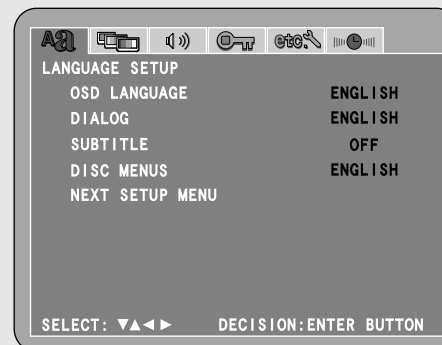 Aa etc.
LANGUAGE SETUP
OSD LANGUAGE ENGLISH
DIALOG ENGLISH
SUBTITLE OFF
DISC MENUS ENGLISH
NEXT SETUP MENU
SELECT: ▼▲◀▶ DECISION:ENTER BUTTON